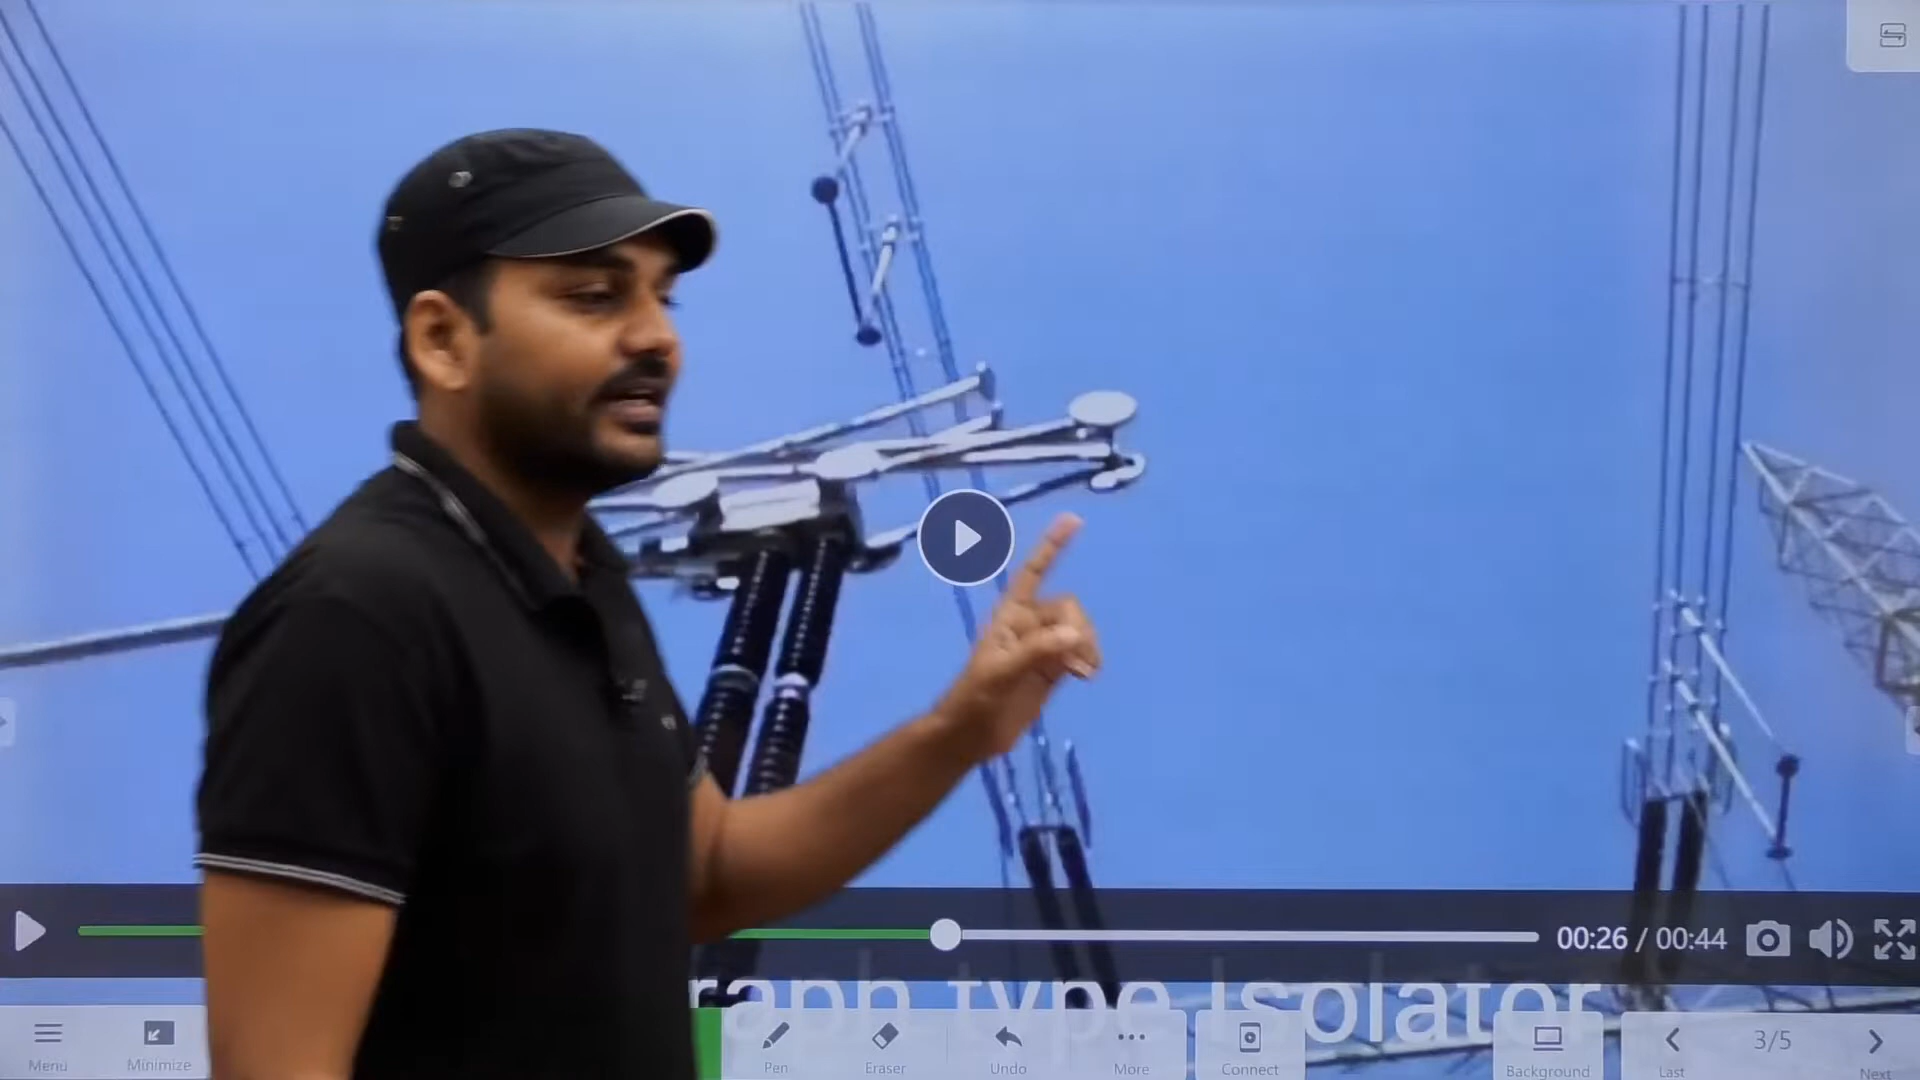 00:26 / 00:44
raph type Isolator
Menu
Minimize
Pen
Eraser
Undo
More
Connect
Background
Last
3/5
Next